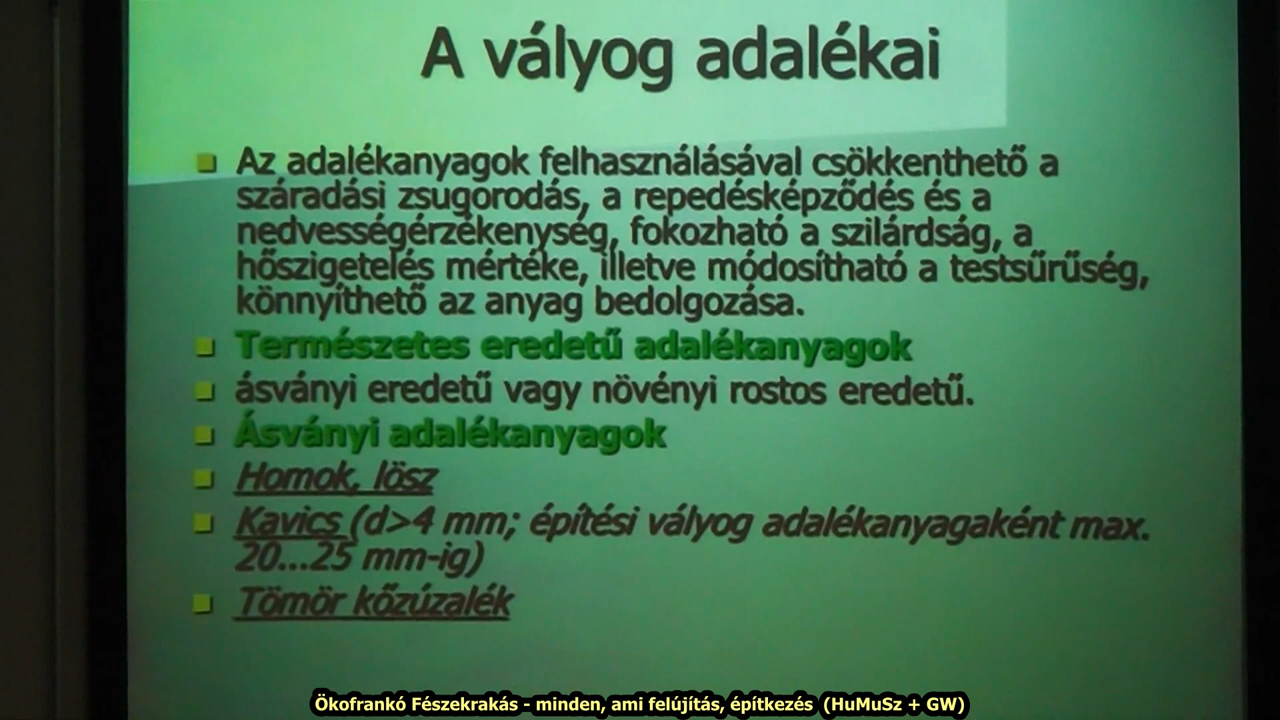 A vályog adalékai
Az adalékanyagok felhasználásával csökkenthető a
száradási zsugorodás, a repedésképződés és a
nedvességérzékenység, fokozható a szilárdság, a
hőszigetelés mértéke, illetve módosítható a testsűrűség,
könnyíthető az anyag bedolgozása.
Természetes eredetű adalékanyagok
ásványi eredetű vagy növényi rostos eredetű.
Ásványi adalékanyagok
Homok, lösz
Kavics (d>4 mm; építési vályog adalékanyagaként max.
20...25 mm-ig)
Tömör kőzúzalék
Ökofrankó Fészekrakás - minden, ami felújítás, építkezés (HuMuSz + GW)